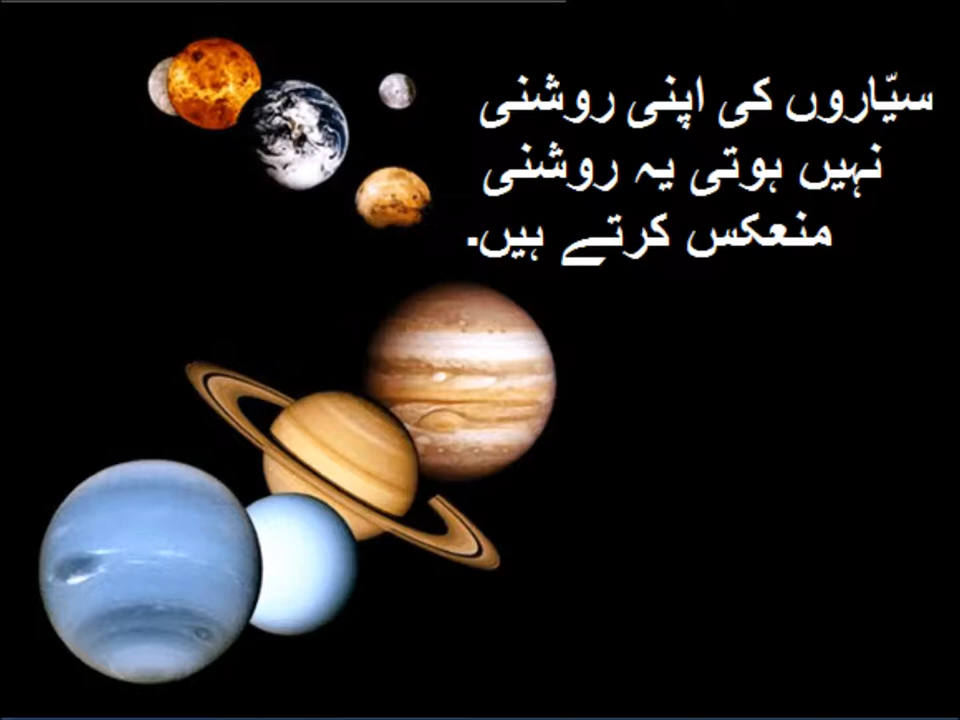 سیّاروں کی اپنی روشنی
نہیں ہوتی یہ روشنی
منعکس کرتے ہیں۔